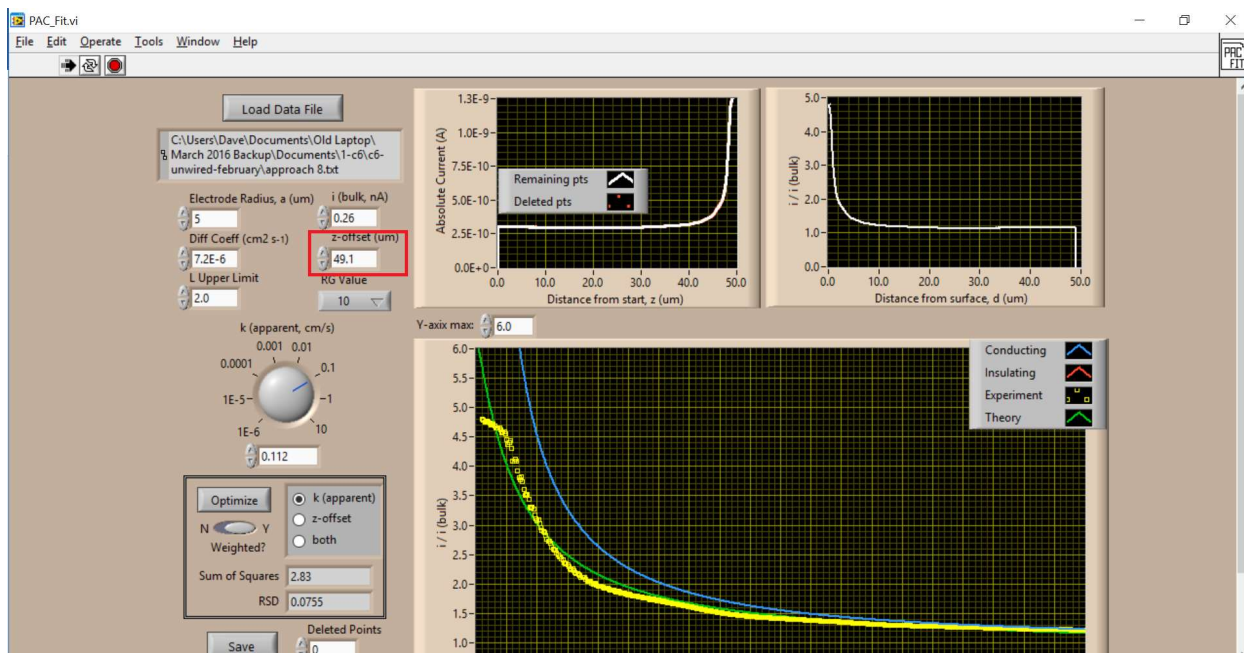 PAC_Fit.vi
File Edit Operate Tools Window Help
PAC
FIT
Load Data File
C:\Users\Dave\Documents\Old Laptop\
March 2016 Backup\Documents\1-c6\c6-
unwired-february\approach 8.txt
Electrode Radius, a (um) i (bulk, nA)
5 0.26
Diff Coeff (cm2 s-1) z-offset (um)
7.2E-6 49.1
L Upper Limit RG Value
2.0 10
k (apparent, cm/s)
0.001 0.01
0.0001 0.1
1E-5 1
1E-6 10
0.112
Optimize
N Y
Weighted?
k (apparent)
z-offset
both
Sum of Squares 2.83
RSD 0.0755
Save
Deleted Points
0
Absolute Current (A)
1.3E-9
1.0E-9
7.5E-10
5.0E-10
2.5E-10
0.0E+0
Remaining pts
Deleted pts
0.0 10.0 20.0 30.0 40.0 50.0
Distance from start, z (um)
i / i (bulk)
5.0
4.0
3.0
2.0
1.0
0.0
0.0 10.0 20.0 30.0 40.0 50.0
Distance from surface, d (um)
Y-axix max: 6.0
i / i (bulk)
6.0
5.5
5.0
4.5
4.0
3.5
3.0
2.5
2.0
1.5
1.0
Conducting
Insulating
Experiment
Theory